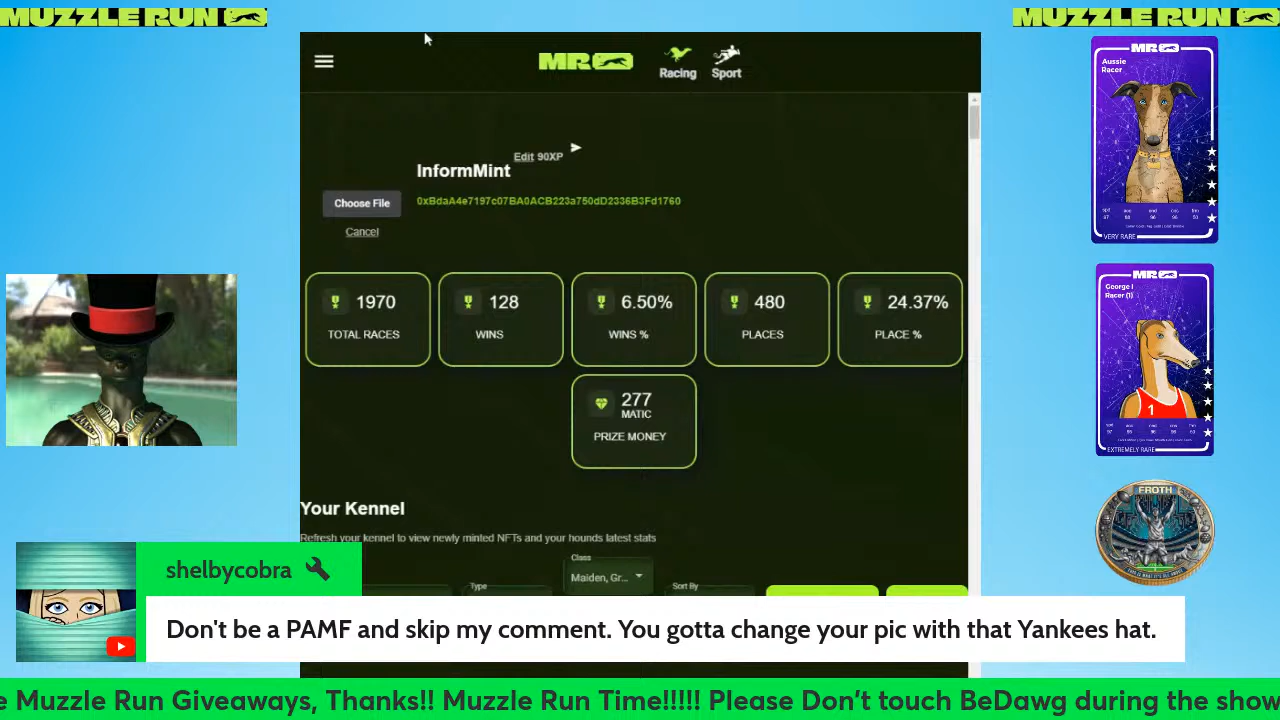 MUZZLE RUN
MUZZLE RUN
MR
Racing
Sport
Edit 90XP
InformMint
Choose File
0xBdaA4e7197c07BA0ACB223a750dD2336B3Fd1760
Cancel
1970
TOTAL RACES
128
WINS
6.50%
WINS %
480
PLACES
24.37%
PLACE %
277
MATIC
PRIZE MONEY
Your Kennel
Refresh your kennel to view newly minted NFTs and your hounds latest stats
Class
Maiden, Gr...
Type
Sort By
MR
Aussie
Racer
VERY RARE
MR
George I
Racer (1)
1
EXTREMELY RARE
FROTH
shelbycobra
Don't be a PAMF and skip my comment. You gotta change your pic with that Yankees hat.
e Muzzle Run Giveaways, Thanks!! Muzzle Run Time!!!!! Please Don't touch BeDawg during the show